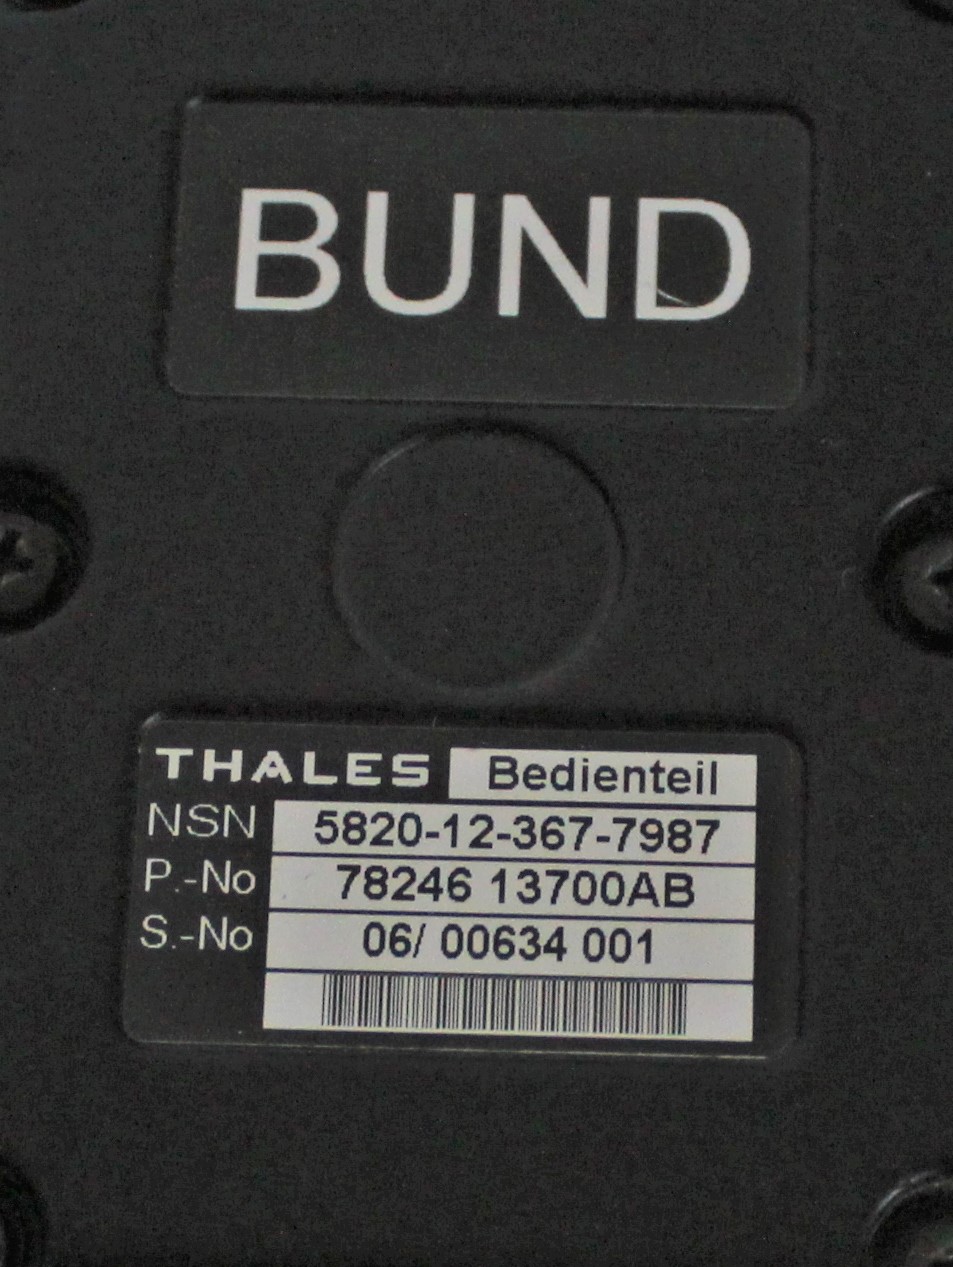 BUND
THALES Bedienteil
NSN 5820-12-367-7987
P.-No 78246 13700AB
S.-No 06/ 00634 001